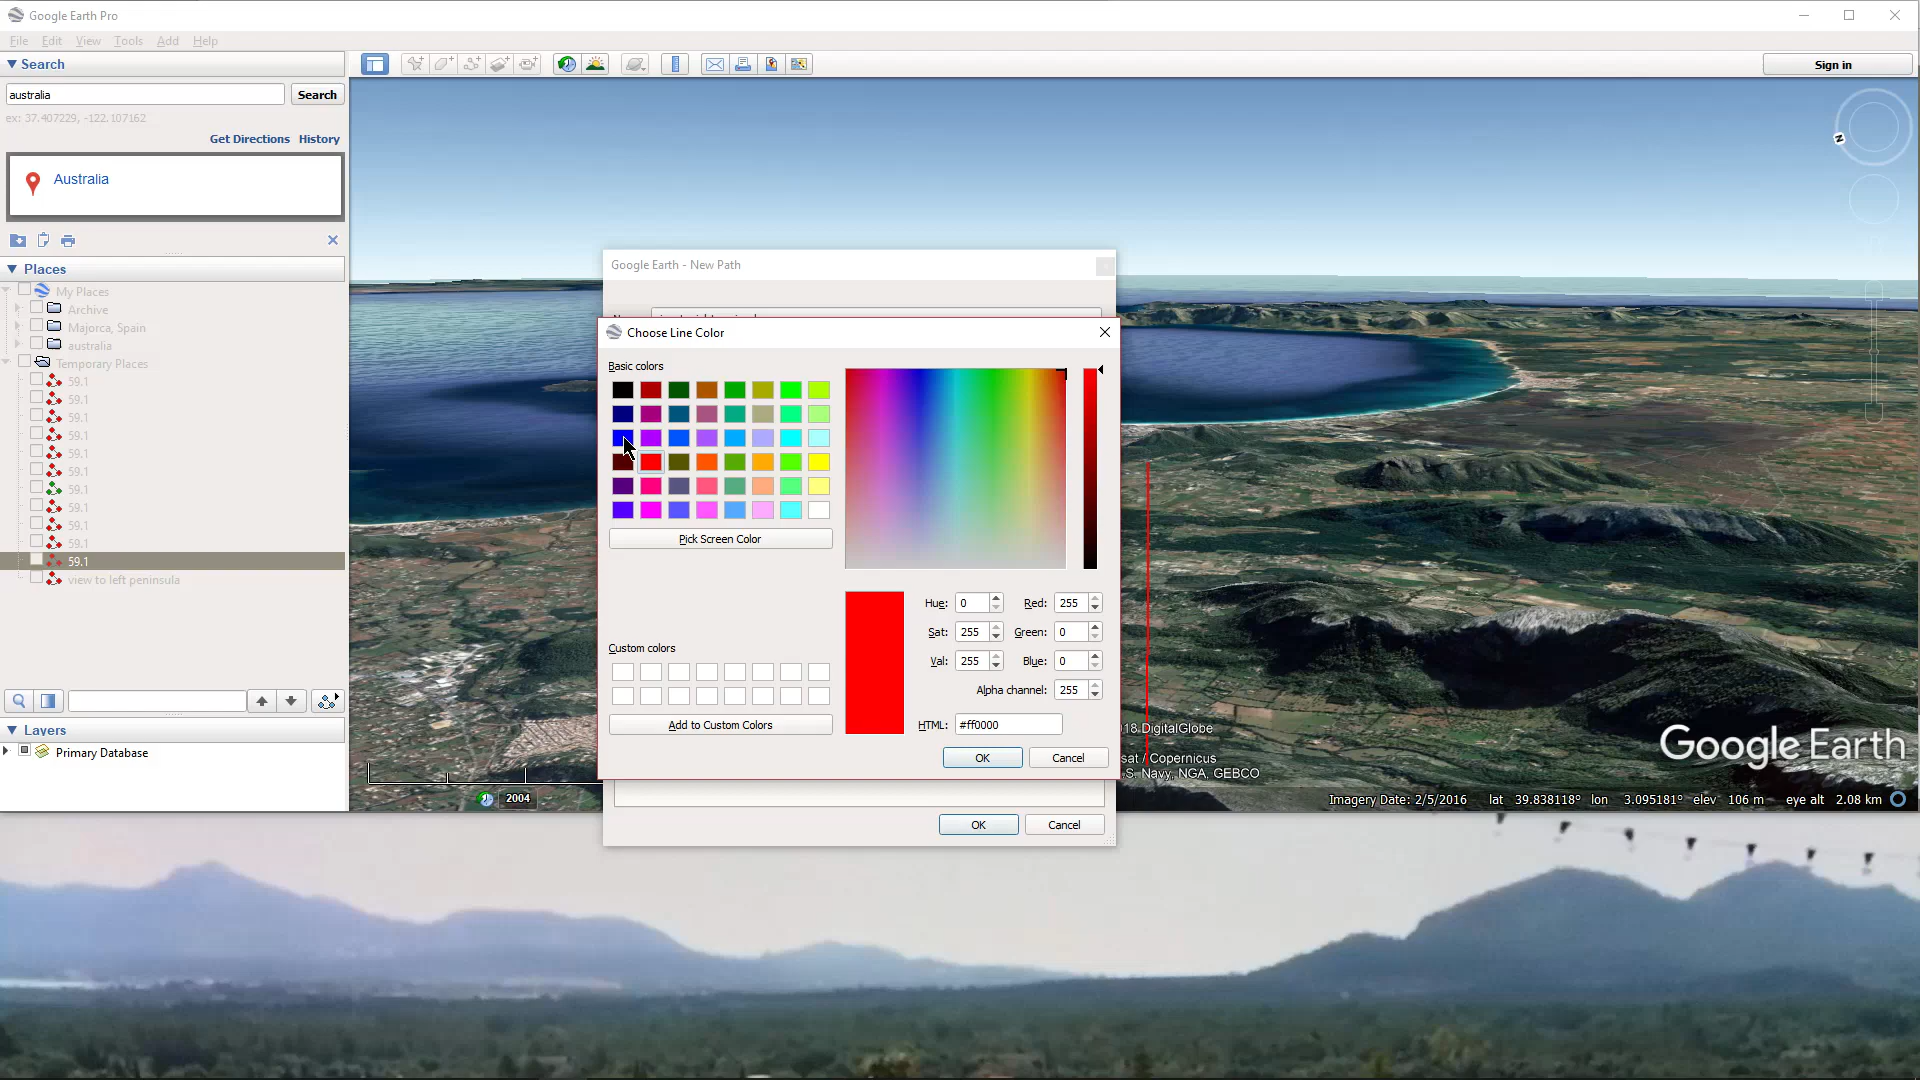 Google Earth Pro
File Edit View Tools Add Help
Search
Sign in
australia
Search
ex: 37.407229, -122.107162
Get Directions History
Australia
Places
My Places
Archive
Majorca, Spain
australia
Temporary Places
59.1
59.1
59.1
59.1
59.1
59.1
59.1
59.1
59.1
59.1
59.1
view to left peninsula
Layers
Primary Database
Google Earth - New Path
Choose Line Color
Basic colors
Pick Screen Color
Custom colors
Add to Custom Colors
Hue: 0 Red: 255
Sat: 255 Green: 0
Val: 255 Blue: 0
Alpha channel: 255
HTML: #ff0000
OK Cancel
OK Cancel
2004
18 DigitalGlobe
sat / Copernicus
S. Navy, NGA, GEBCO
Google Earth
Imagery Date: 2/5/2016 lat 39.838118° lon 3.095181° elev 106 m eye alt 2.08 km
N